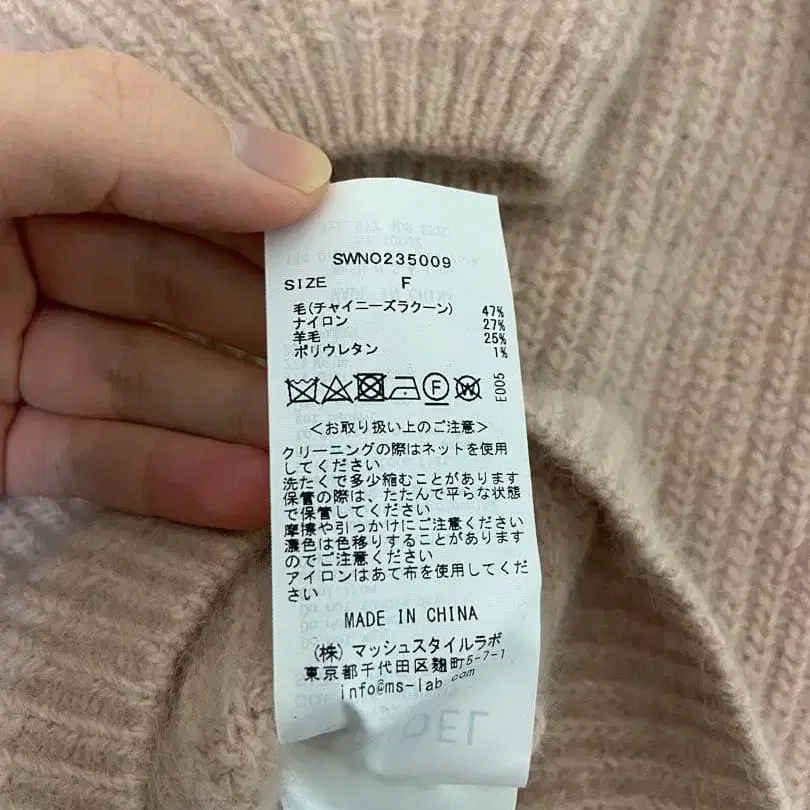 SWNO235009
SIZE F
毛(チャイニーズラクーン) 47%
ナイロン 27%
羊毛 25%
ポリウレタン 1%
F W E005
<お取り扱い上のご注意>
クリーニングの際はネットを使用
してください
洗たくで多少縮むことがあります
保管の際は、たたんで平らな状態
で保管してください
摩擦や引っかけにご注意ください
濃色は色移りすることがあります
のでご注意ください
アイロンはあて布を使用してくだ
さい
MADE IN CHINA
(株) マッシュスタイルラボ
東京都千代田区麹町5-7-1
info@ms-lab.com